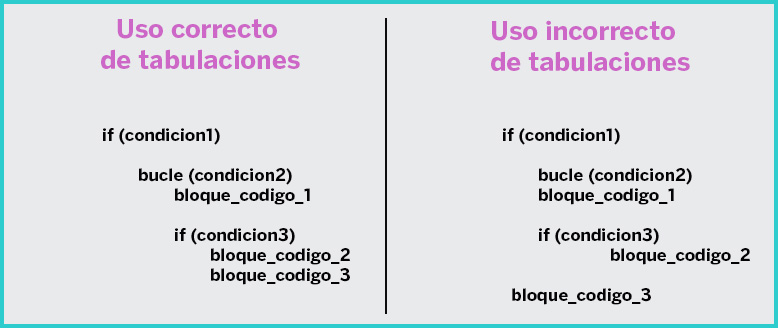 Uso correcto
de tabulaciones
if (condicion1)
bucle (condicion2)
bloque_codigo_1
if (condicion3)
bloque_codigo_2
bloque_codigo_3
Uso incorrecto
de tabulaciones
if (condicion1)
bucle (condicion2)
bloque_codigo_1
if (condicion3)
bloque_codigo_2
bloque_codigo_3